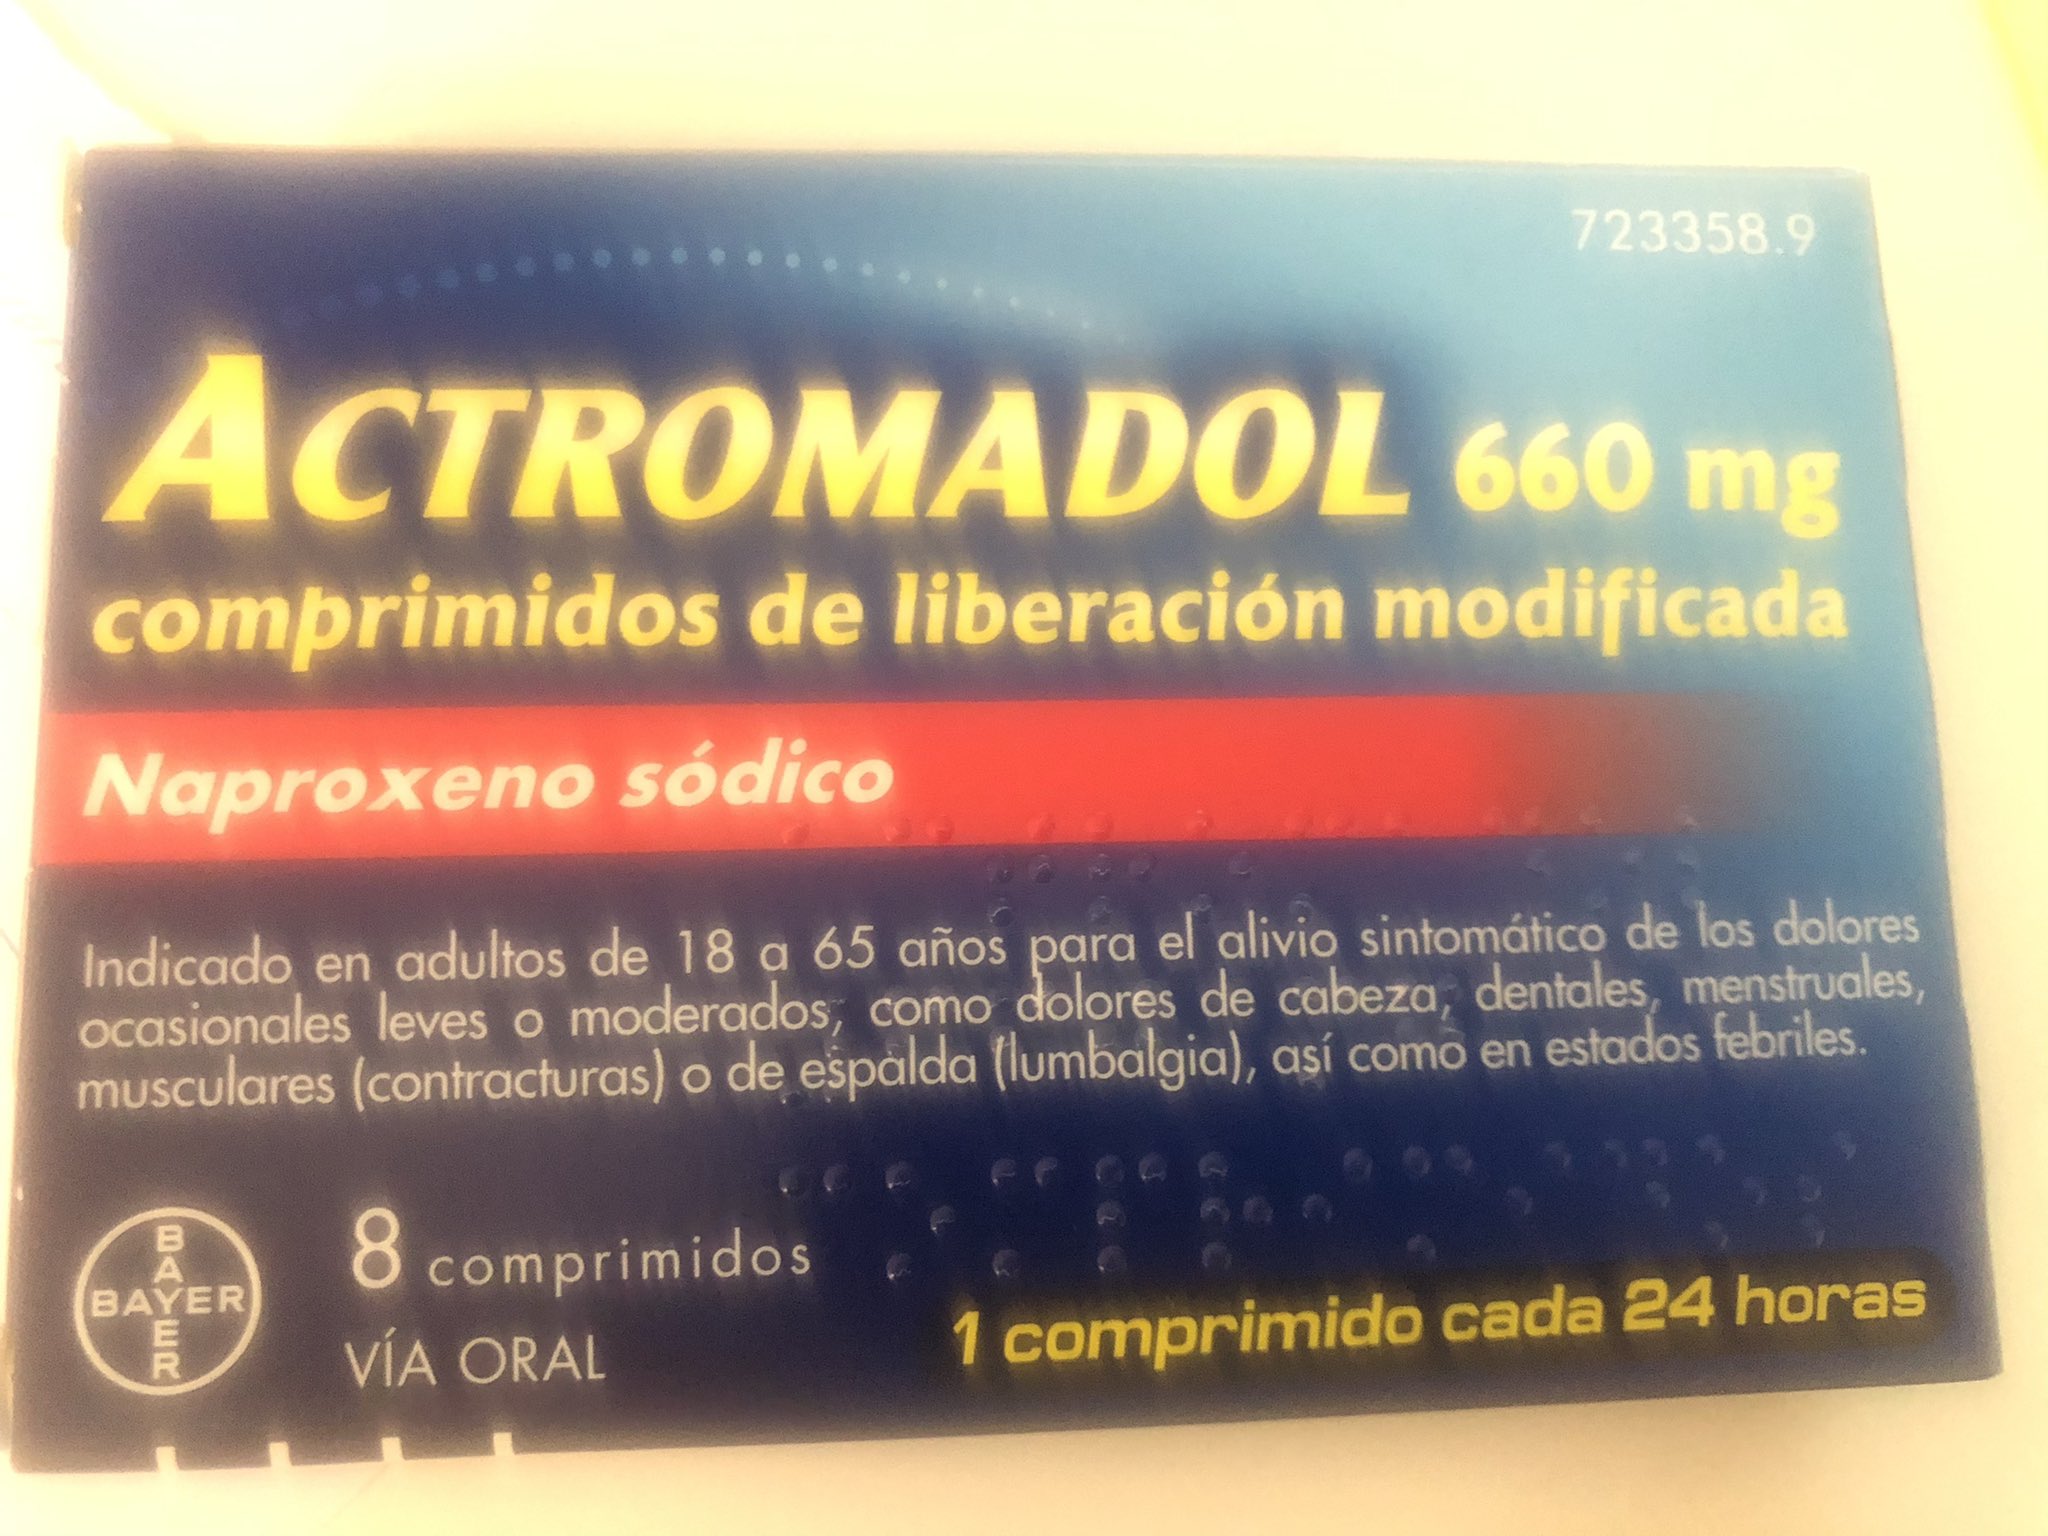 723358.9
ACTROMADOL 660 mg
comprimidos de liberación modificada
Naproxeno sódico
Indicado en adultos de 18 a 65 años para el alivio sintomático de los dolores
ocasionales leves o moderados, como dolores de cabeza, dentales, menstruales,
musculares (contracturas) o de espalda (lumbalgia), así como en estados febriles.
BAYER
BAYER
8 comprimidos
VÍA ORAL
1 comprimido cada 24 horas